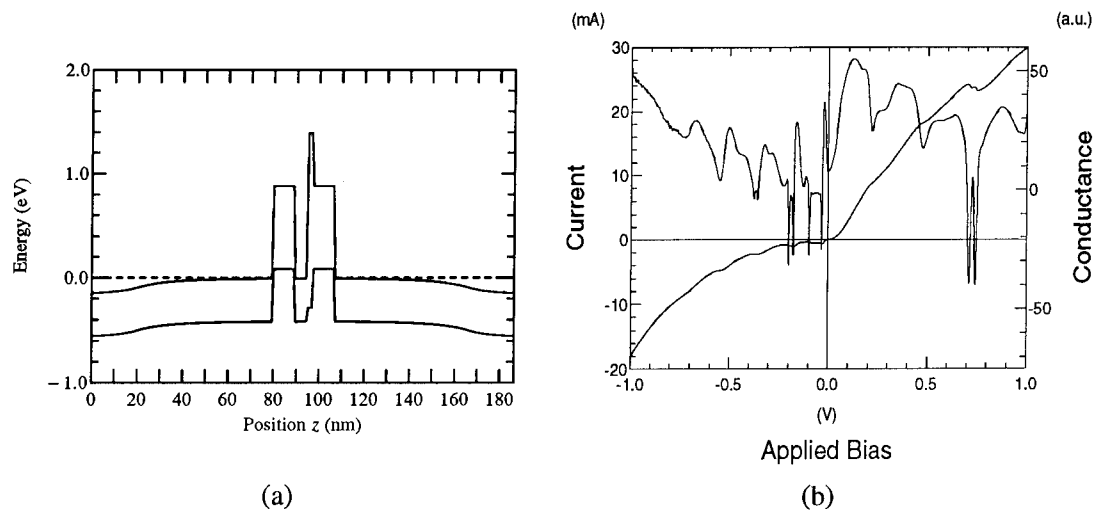 2.0
1.0
0.0
−1.0
Energy (eV)
0 20 40 60 80 100 120 140 160 180
Position z (nm)
(a)
(mA)
(a.u.)
30
20
10
0
-10
-20
Current
50
0
-50
Conductance
-1.0 -0.5 0.0 0.5 1.0
(V)
Applied Bias
(b)